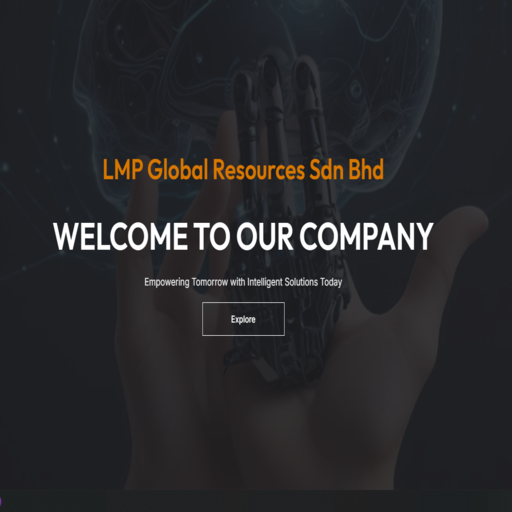 LMP Global Resources Sdn Bhd
WELCOME TO OUR COMPANY
Empowering Tomorrow with Intelligent Solutions Today
Explore